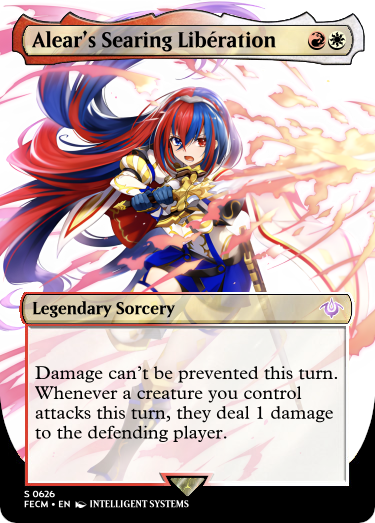 Alear's Searing Libération
Legendary Sorcery
Damage can't be prevented this turn.
Whenever a creature you control
attacks this turn, they deal 1 damage
to the defending player.
S 0626
FECM • EN INTELLIGENT SYSTEMS